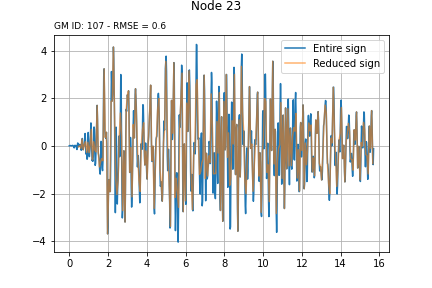 Node 23
GM ID: 107 - RMSE = 0.6
Entire sign
Reduced sign
4
2
0
−2
−4
0 2 4 6 8 10 12 14 16